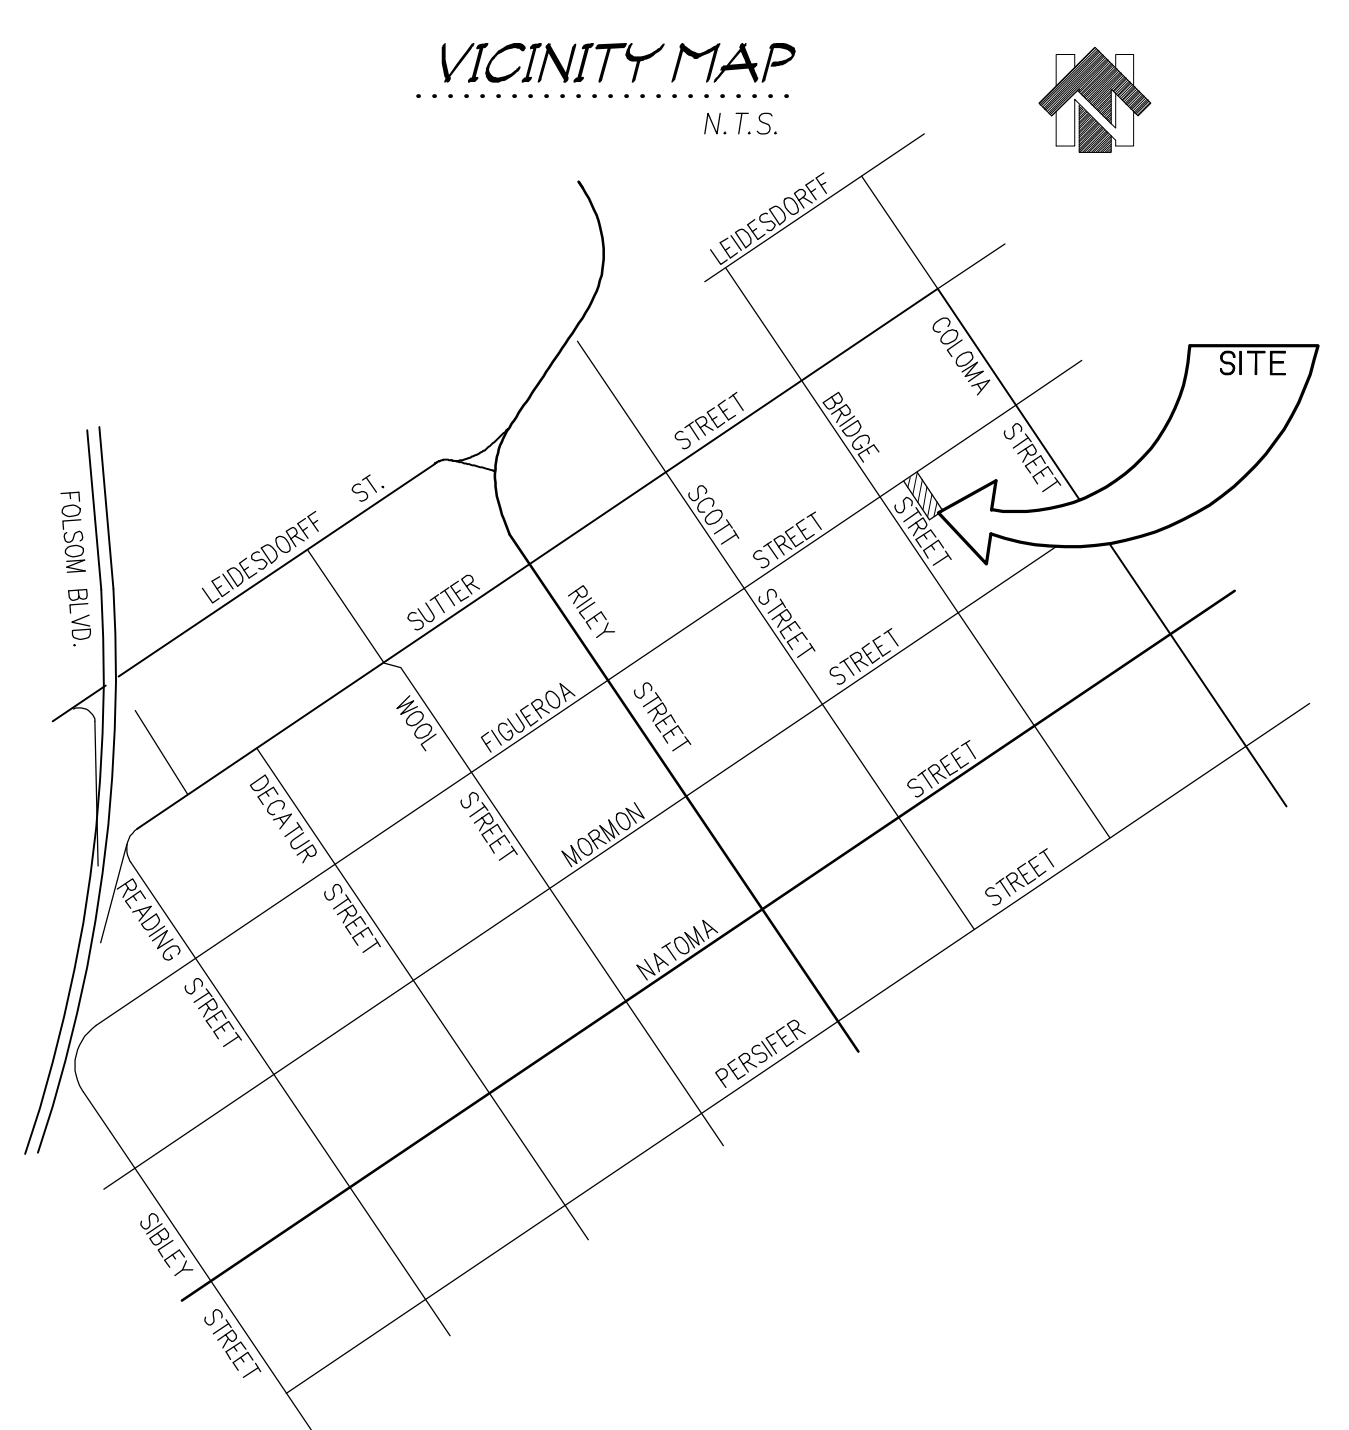 VICINITY MAP
N.T.S.
N
LEIDESDORFF
COLOMA
STREET
SITE
BRIDGE
STREET
SCOTT
STREET
FOLSOM BLVD.
LEIDESDORFF ST.
SUTTER
STREET
RILEY
STREET
WOOL
STREET
FIGUEROA
STREET
DECATUR
STREET
MORMON
STREET
READING
STREET
NATOMA
STREET
PERSIFER
STREET
SIBLEY
STREET